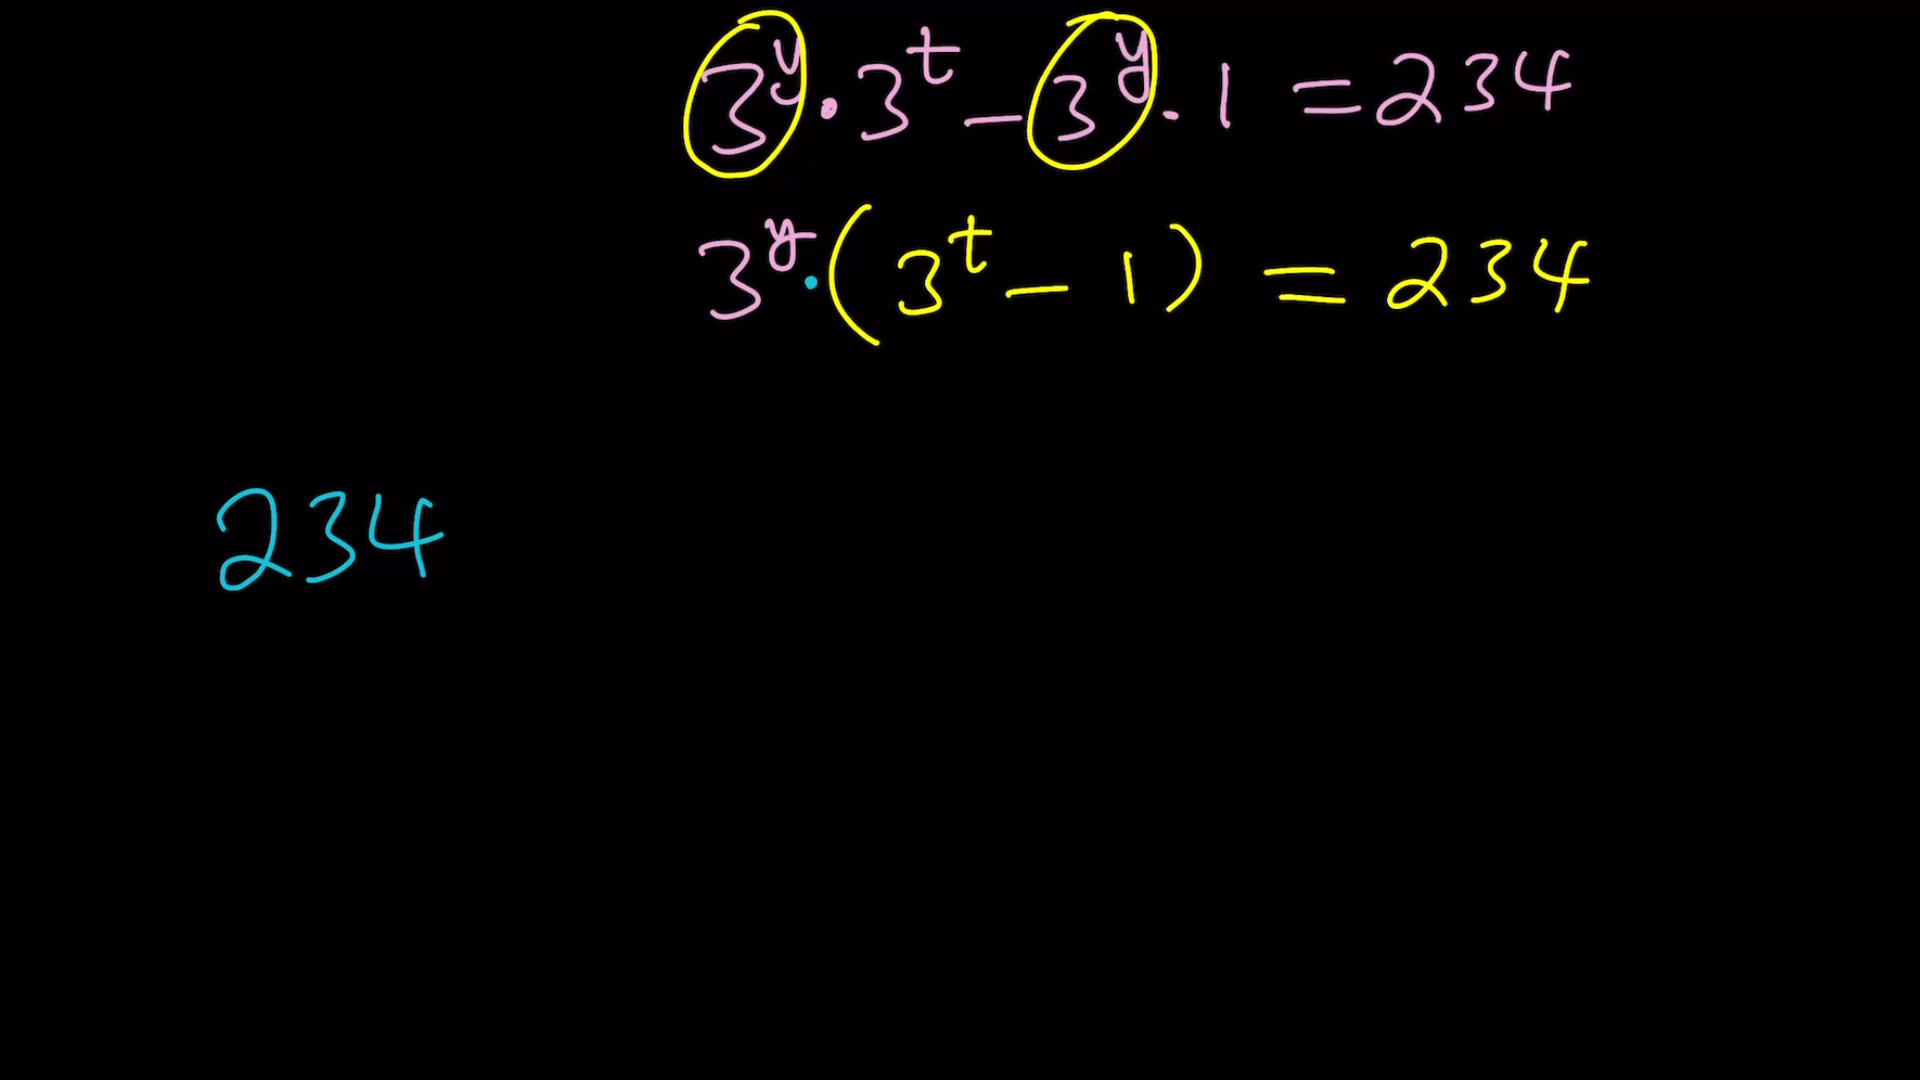 3^y · 3^t - 3^y · 1 = 234
3^y · (3^t - 1) = 234
234